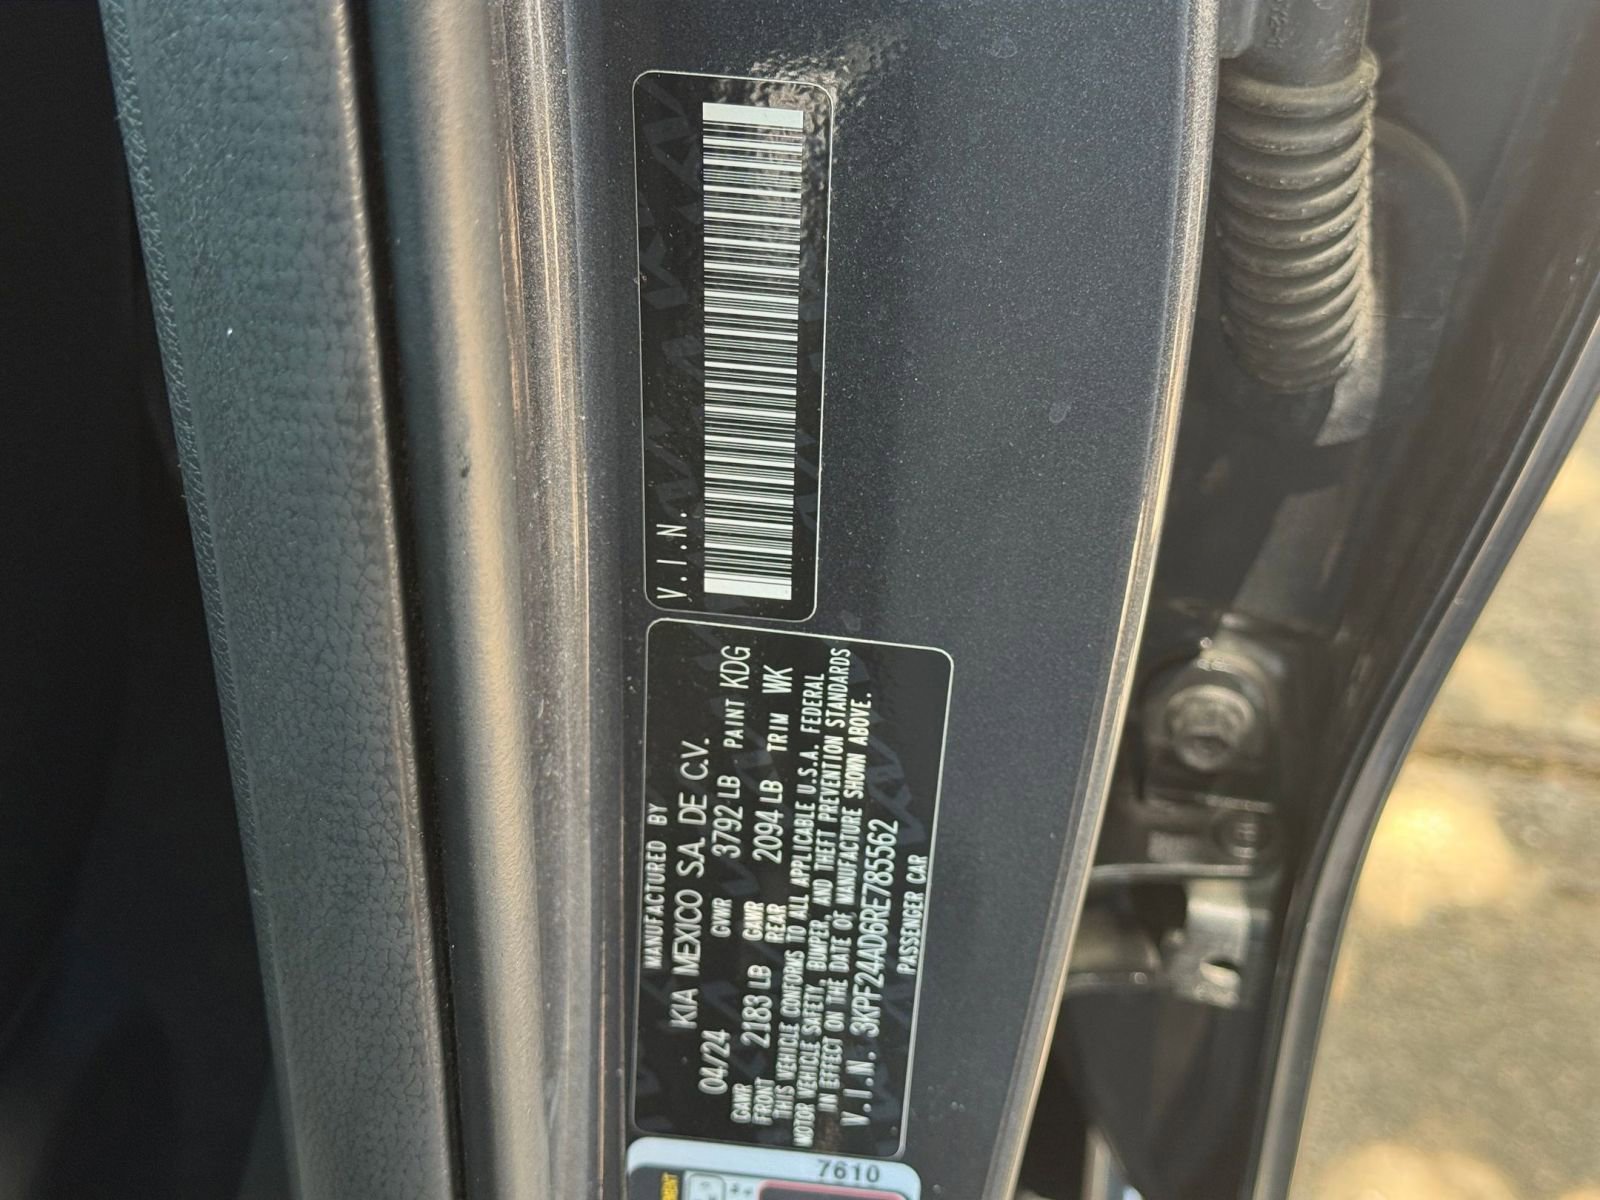 V.I.N.
MANUFACTURED BY
KIA MEXICO S.A. DE C.V.
04/24 GVWR 3792 LB PAINT KDG
GAWR FRONT 2183 LB GAWR REAR 2094 LB TRIM WK
THIS VEHICLE CONFORMS TO ALL APPLICABLE U.S.A. FEDERAL
MOTOR VEHICLE SAFETY, BUMPER, AND THEFT PREVENTION STANDARDS
IN EFFECT ON THE DATE OF MANUFACTURE SHOWN ABOVE.
V.I.N. 3KPF24AD6RE785562
PASSENGER CAR
7610